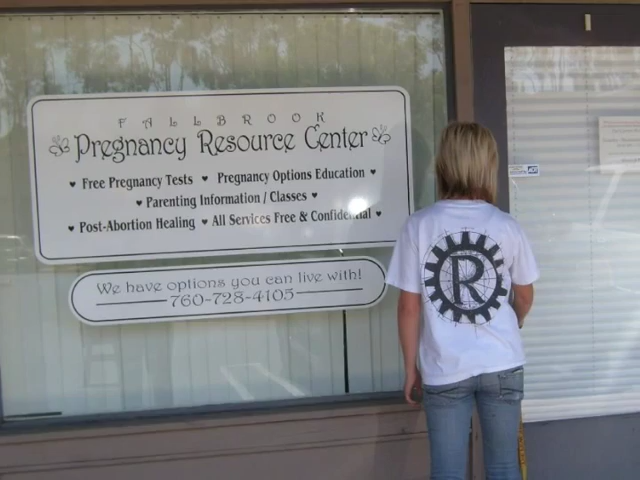 FALLBROOK
Pregnancy Resource Center
♥ Free Pregnancy Tests ♥ Pregnancy Options Education ♥
♥ Parenting Information / Classes ♥
♥ Post-Abortion Healing ♥ All Services Free & Confidential ♥
We have options you can live with!
760-728-4105
R
ADT